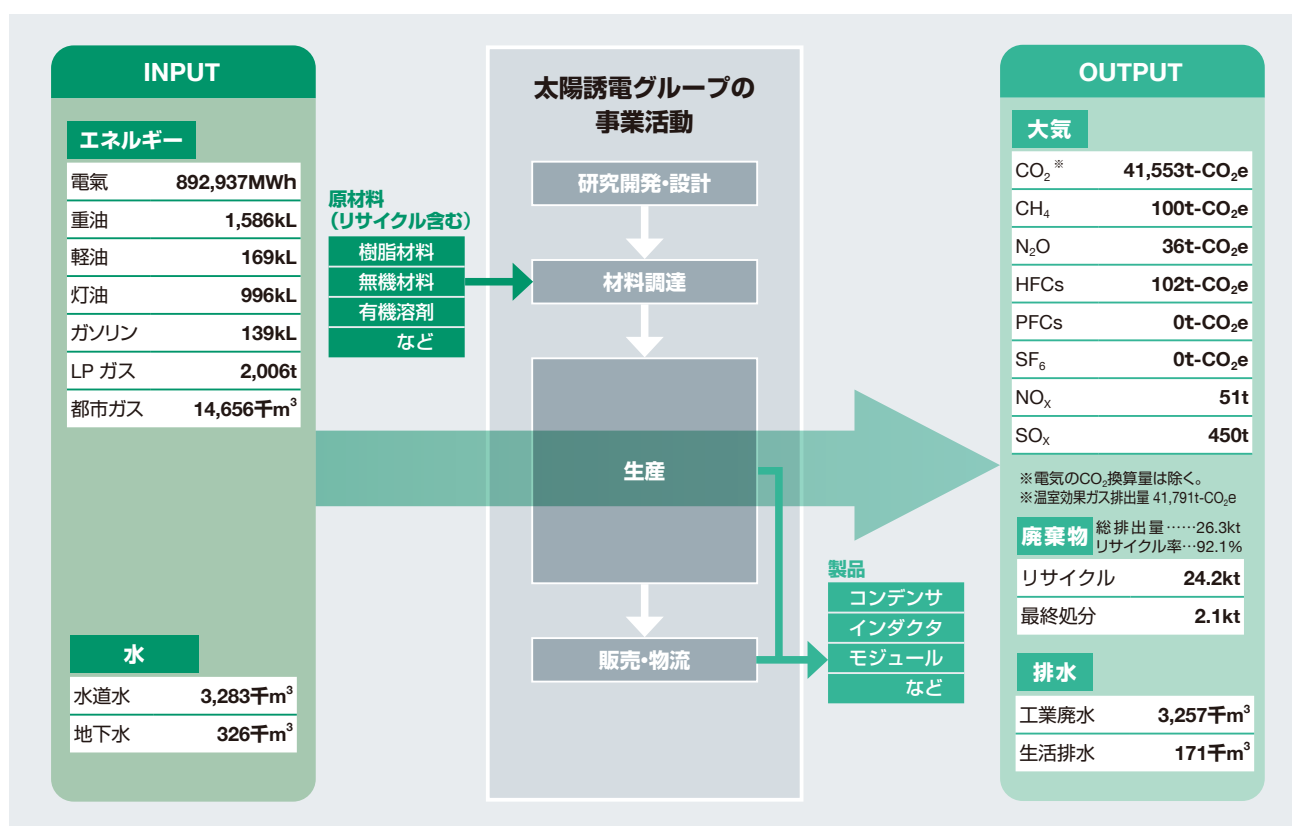 INPUT
エネルギー
電氣 892,937MWh
重油 1,586kL
軽油 169kL
灯油 996kL
ガソリン 139kL
LP ガス 2,006t
都市ガス 14,656千m³
水
水道水 3,283千m³
地下水 326千m³
原材料
（リサイクル含む）
樹脂材料
無機材料
有機溶剤
など
太陽誘電グループの
事業活動
研究開発・設計
材料調達
生産
販売・物流
製品
コンデンサ
インダクタ
モジュール
など
OUTPUT
大気
CO₂※ 41,553t-CO₂e
CH₄ 100t-CO₂e
N₂O 36t-CO₂e
HFCs 102t-CO₂e
PFCs 0t-CO₂e
SF₆ 0t-CO₂e
NOx 51t
SOx 450t
※電気のCO₂換算量は除く。
※温室効果ガス排出量 41,791t-CO₂e
廃棄物
総排出量……26.3kt
リサイクル率…92.1%
リサイクル 24.2kt
最終処分 2.1kt
排水
工業廃水 3,257千m³
生活排水 171千m³